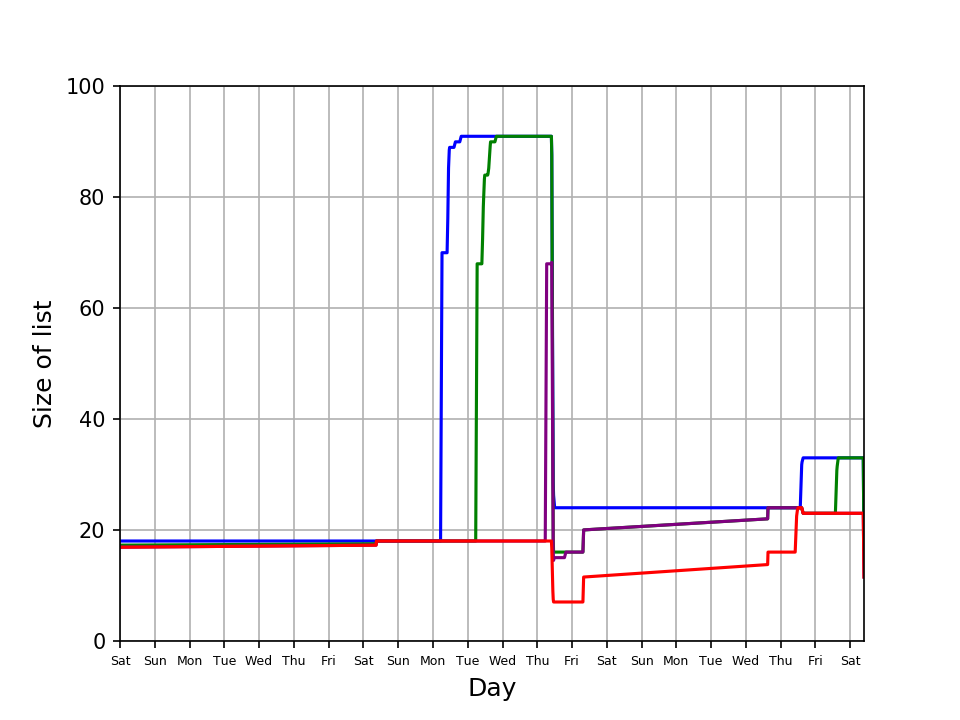 100
80
60
40
20
0
Size of list
Sat Sun Mon Tue Wed Thu Fri Sat Sun Mon Tue Wed Thu Fri Sat Sun Mon Tue Wed Thu Fri Sat
Day